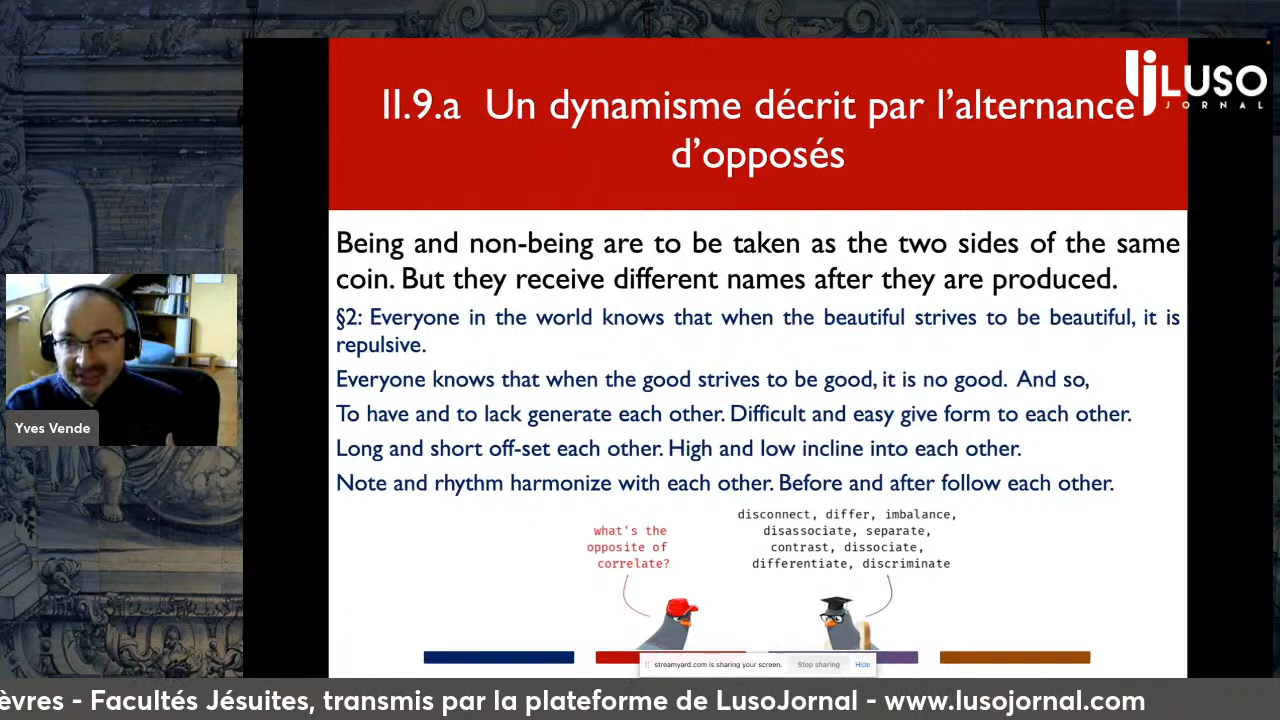 LUSO
JORNAL
II.9.a Un dynamisme décrit par l’alternance
d’opposés
Being and non-being are to be taken as the two sides of the same
coin. But they receive different names after they are produced.
§2: Everyone in the world knows that when the beautiful strives to be beautiful, it is
repulsive.
Everyone knows that when the good strives to be good, it is no good. And so,
To have and to lack generate each other. Difficult and easy give form to each other.
Long and short off-set each other. High and low incline into each other.
Note and rhythm harmonize with each other. Before and after follow each other.
what's the
opposite of
correlate?
disconnect, differ, imbalance,
disassociate, separate,
contrast, dissociate,
differentiate, discriminate
Yves Vende
streamyard.com is sharing your screen.
Stop sharing
Hide
èvres - Facultés Jésuites, transmis par la plateforme de LusoJornal - www.lusojornal.com